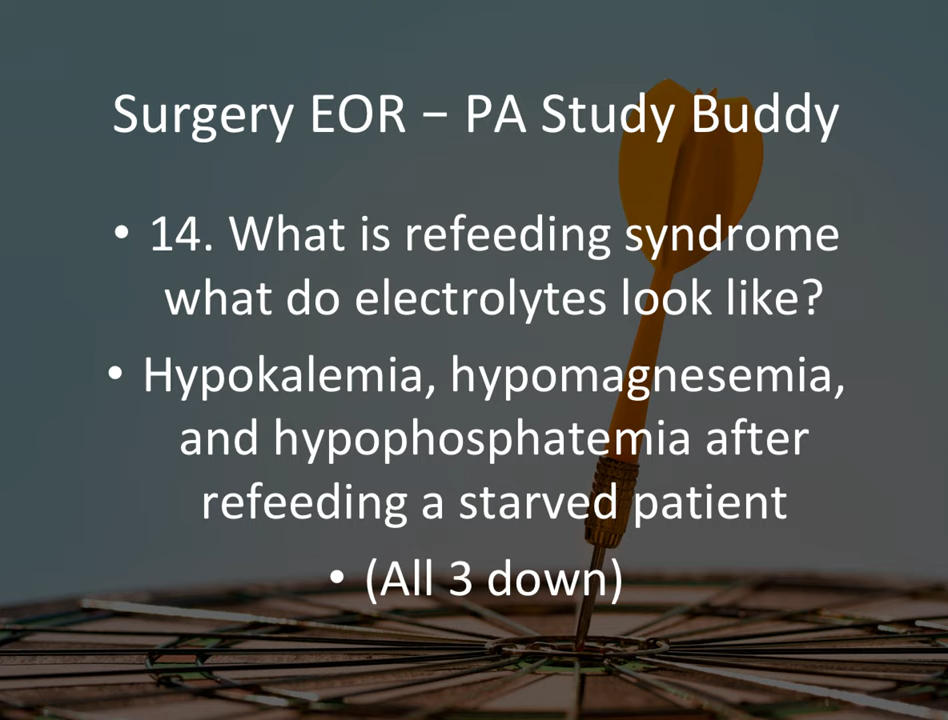 Surgery EOR – PA Study Buddy
• 14. What is refeeding syndrome
what do electrolytes look like?
• Hypokalemia, hypomagnesemia,
and hypophosphatemia after
refeeding a starved patient
• (All 3 down)